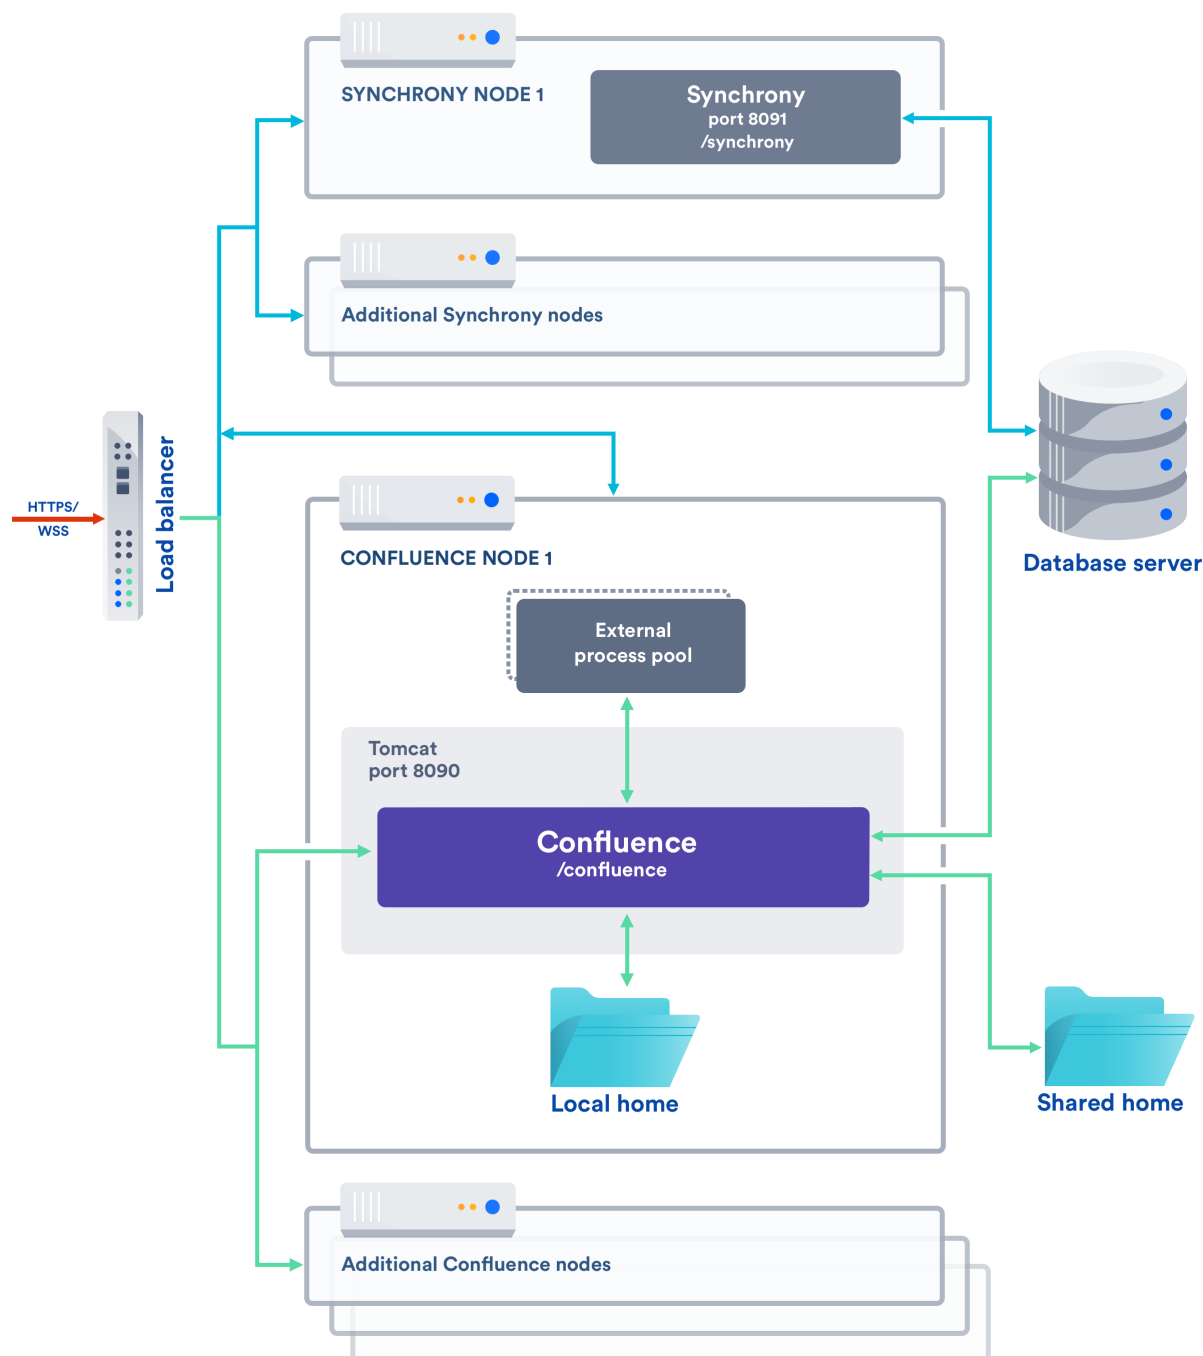 SYNCHRONY NODE 1
Synchrony
port 8091
/synchrony
Additional Synchrony nodes
HTTPS/
WSS
Load balancer
CONFLUENCE NODE 1
External
process pool
Database server
Tomcat
port 8090
Confluence
/confluence
Local home
Shared home
Additional Confluence nodes